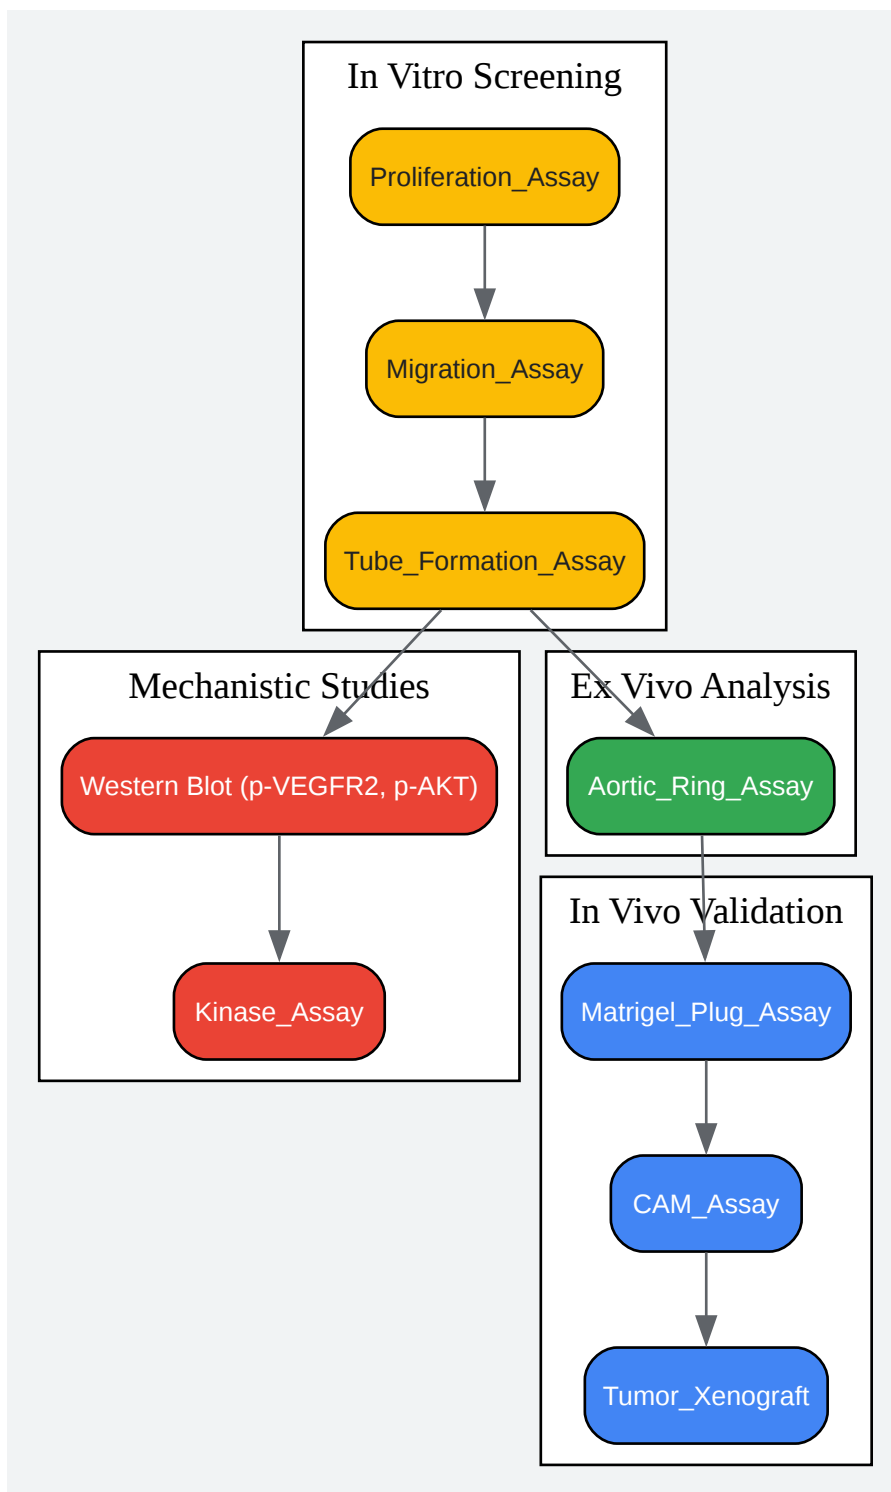 In Vitro Screening
Proliferation_Assay
Migration_Assay
Tube_Formation_Assay
Mechanistic Studies
Western Blot (p-VEGFR2, p-AKT)
Kinase_Assay
Ex Vivo Analysis
Aortic_Ring_Assay
In Vivo Validation
Matrigel_Plug_Assay
CAM_Assay
Tumor_Xenograft